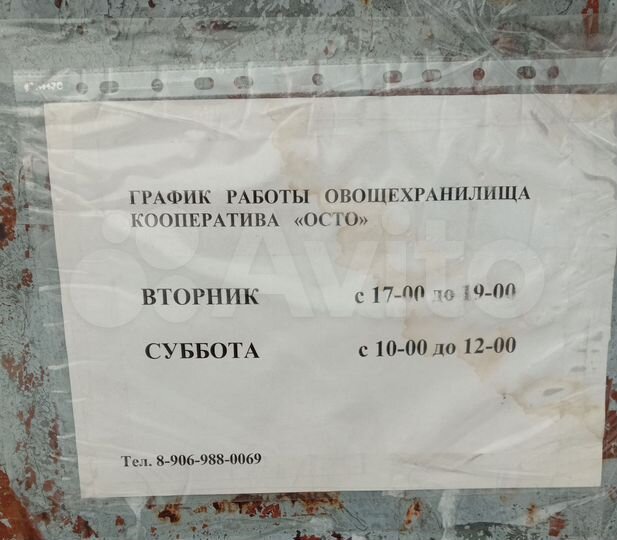 ГРАФИК РАБОТЫ ОВОЩЕХРАНИЛИЩА
КООПЕРАТИВА «ОСТО»
ВТОРНИК с 17-00 до 19-00
СУББОТА с 10-00 до 12-00
Тел. 8-906-988-0069
Avito